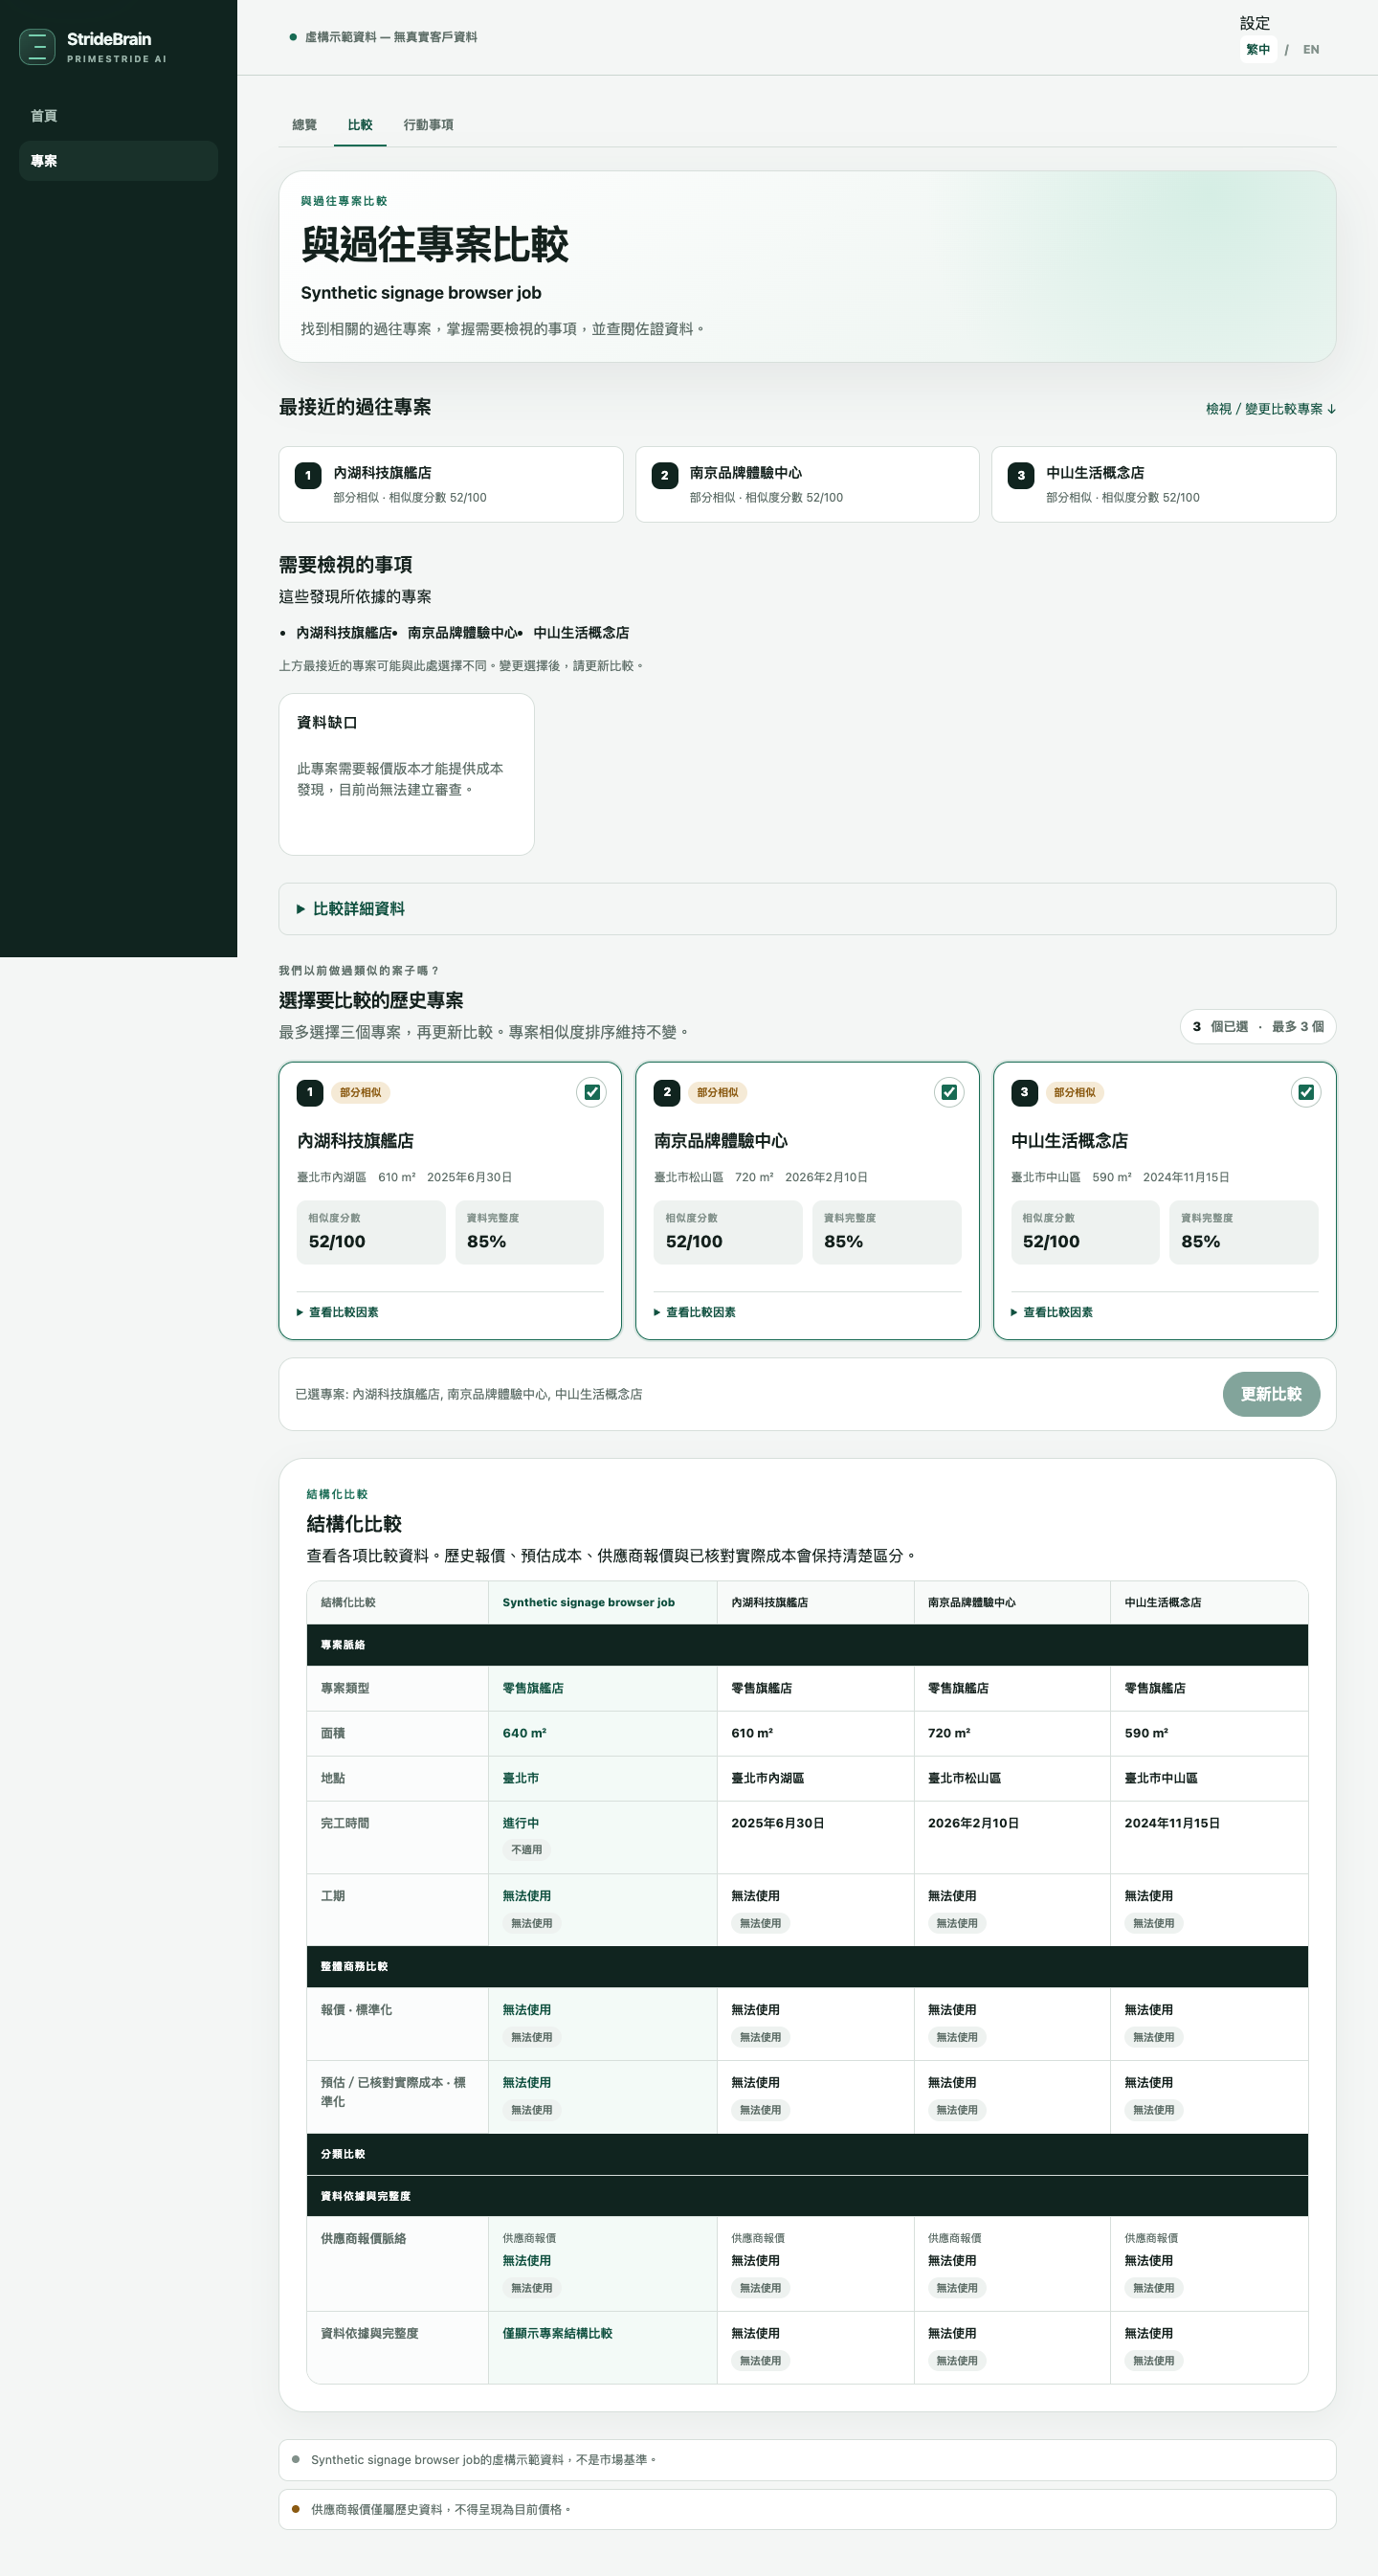 StrideBrain
PRIMESTRIDE AI
首頁
專案
虛構示範資料 — 無真實客戶資料
設定
繁中 / EN
總覽 比較 行動事項
與過往專案比較
與過往專案比較
Synthetic signage browser job
找到相關的過往專案，掌握需要檢視的事項，並查閱佐證資料。
最接近的過往專案
檢視 / 變更比較專案 ↓
1 內湖科技旗艦店
部分相似 · 相似度分數 52/100
2 南京品牌體驗中心
部分相似 · 相似度分數 52/100
3 中山生活概念店
部分相似 · 相似度分數 52/100
需要檢視的事項
這些發現所依據的專案
• 內湖科技旗艦店 • 南京品牌體驗中心 • 中山生活概念店
上方最接近的專案可能與此處選擇不同。變更選擇後，請更新比較。
資料缺口
此專案需要報價版本才能提供成本
發現，目前尚無法建立審查。
▶ 比較詳細資料
我們以前做過類似的案子嗎？
選擇要比較的歷史專案
最多選擇三個專案，再更新比較。專案相似度排序維持不變。
3 個已選 · 最多 3 個
1 部分相似
內湖科技旗艦店
臺北市內湖區 610 m² 2025年6月30日
相似度分數 資料完整度
52/100 85%
▶ 查看比較因素
2 部分相似
南京品牌體驗中心
臺北市松山區 720 m² 2026年2月10日
相似度分數 資料完整度
52/100 85%
▶ 查看比較因素
3 部分相似
中山生活概念店
臺北市中山區 590 m² 2024年11月15日
相似度分數 資料完整度
52/100 85%
▶ 查看比較因素
已選專案: 內湖科技旗艦店, 南京品牌體驗中心, 中山生活概念店
更新比較
結構化比較
結構化比較
查看各項比較資料。歷史報價、預估成本、供應商報價與已核對實際成本會保持清楚區分。
結構化比較 Synthetic signage browser job 內湖科技旗艦店 南京品牌體驗中心 中山生活概念店
專案脈絡
專案類型 零售旗艦店 零售旗艦店 零售旗艦店 零售旗艦店
面積 640 m² 610 m² 720 m² 590 m²
地點 臺北市 臺北市內湖區 臺北市松山區 臺北市中山區
完工時間 進行中 2025年6月30日 2026年2月10日 2024年11月15日
不適用
工期 無法使用 無法使用 無法使用 無法使用
無法使用 無法使用 無法使用 無法使用
整體商務比較
報價 · 標準化 無法使用 無法使用 無法使用 無法使用
無法使用 無法使用 無法使用 無法使用
預估 / 已核對實際成本 · 標 無法使用 無法使用 無法使用 無法使用
準化 無法使用 無法使用 無法使用 無法使用
分類比較
資料依據與完整度
供應商報價脈絡 供應商報價 供應商報價 供應商報價 供應商報價
無法使用 無法使用 無法使用 無法使用
無法使用 無法使用 無法使用 無法使用
資料依據與完整度 僅顯示專案結構比較 無法使用 無法使用 無法使用
無法使用 無法使用 無法使用
Synthetic signage browser job的虛構示範資料，不是市場基準。
供應商報價僅屬歷史資料，不得呈現為目前價格。